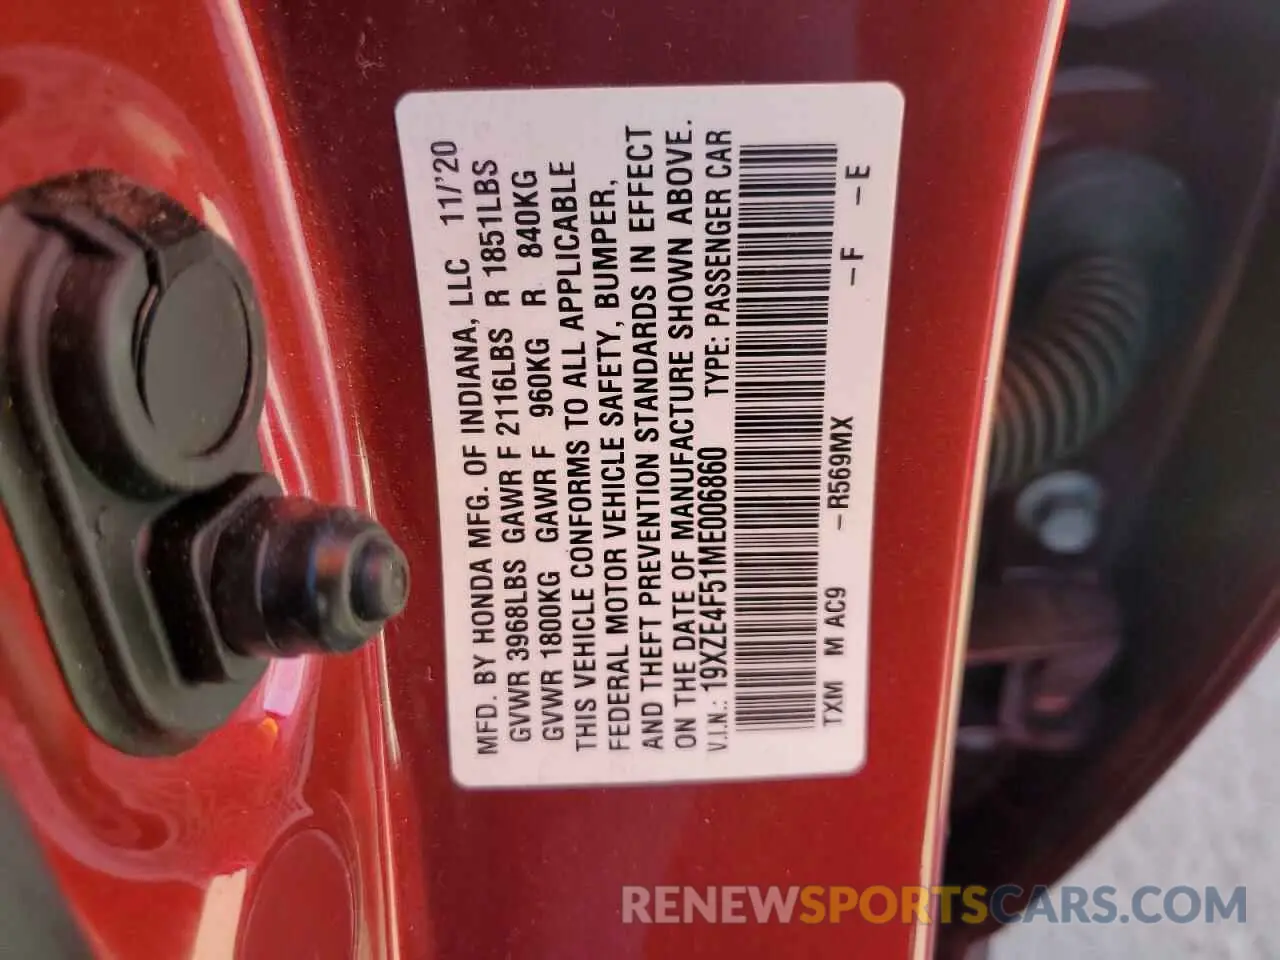 MFD. BY HONDA MFG. OF INDIANA, LLC 11/'20
GVWR 3968LBS GAWR F 2116LBS R 1851LBS
GVWR 1800KG GAWR F 960KG R 840KG
THIS VEHICLE CONFORMS TO ALL APPLICABLE
FEDERAL MOTOR VEHICLE SAFETY, BUMPER,
AND THEFT PREVENTION STANDARDS IN EFFECT
ON THE DATE OF MANUFACTURE SHOWN ABOVE.
V.I.N.: 19XZE4F51ME006860 TYPE: PASSENGER CAR
TXM M AC9 -R569MX -F -E
RENEWSPORTSCARS.COM